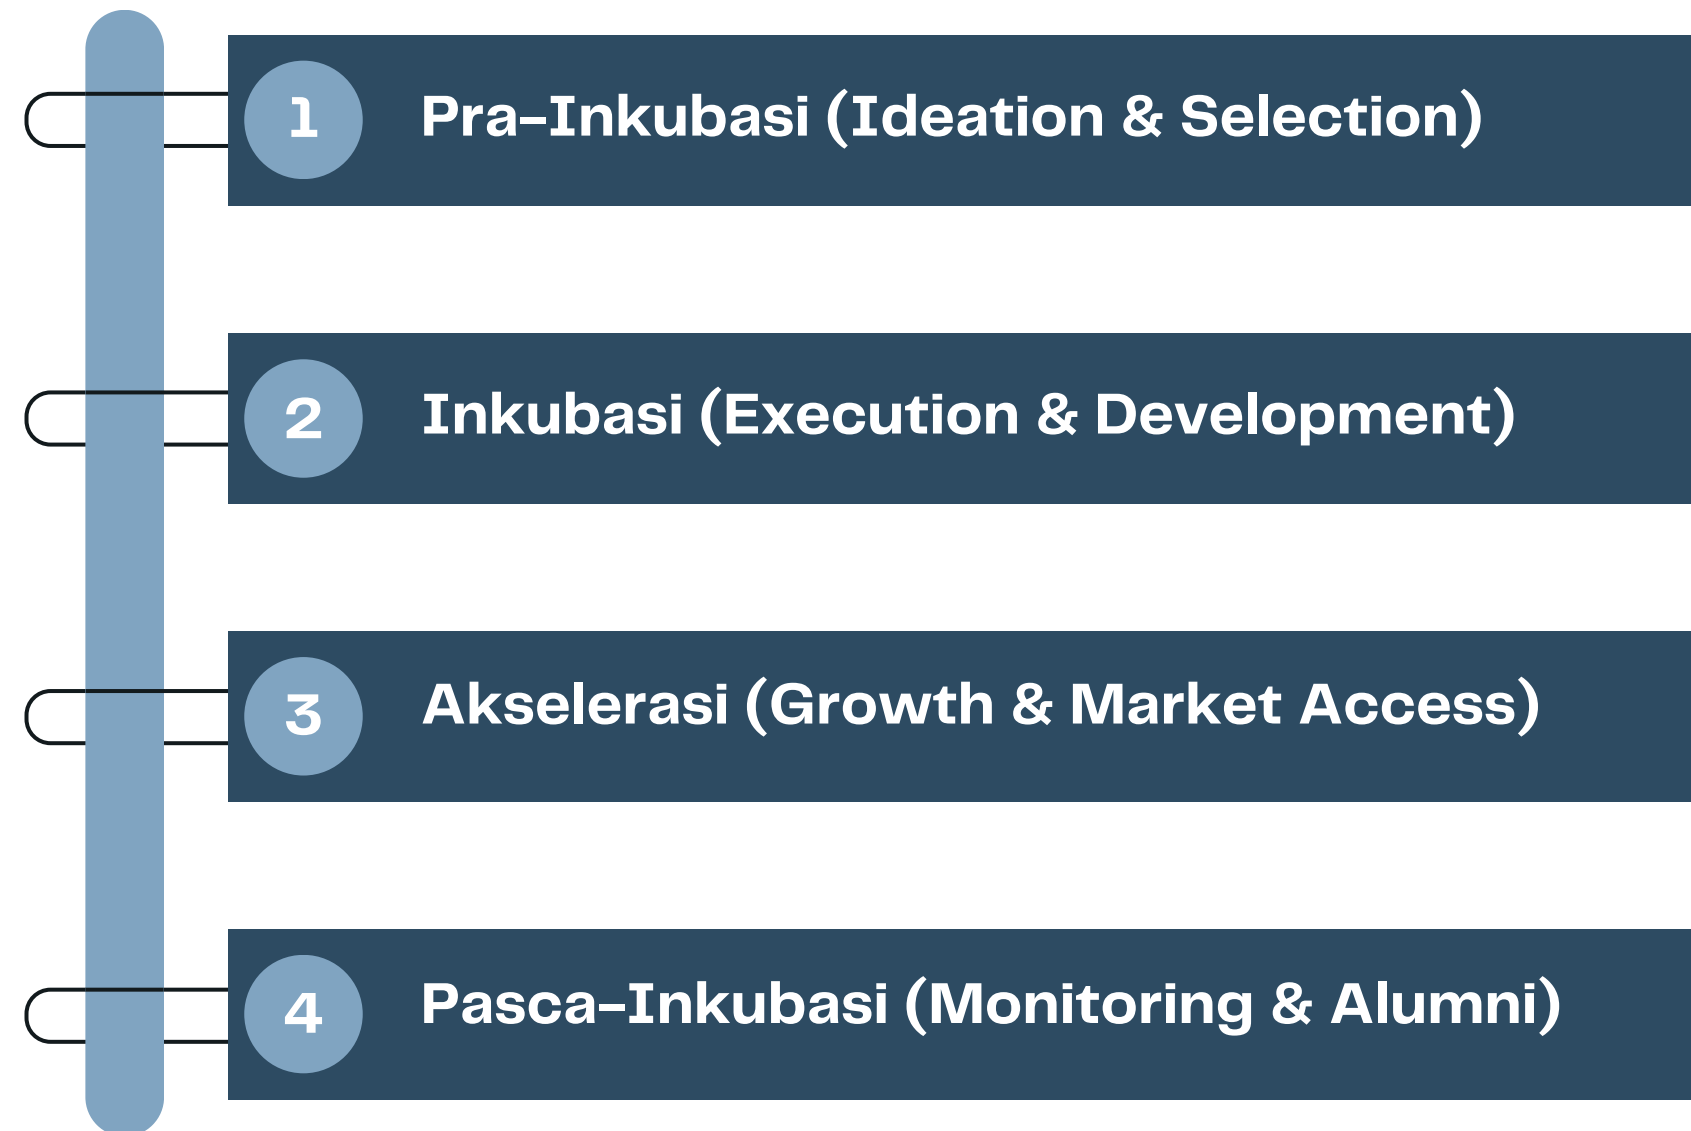 1 Pra-Inkubasi (Ideation & Selection)
2 Inkubasi (Execution & Development)
3 Akselerasi (Growth & Market Access)
4 Pasca-Inkubasi (Monitoring & Alumni)